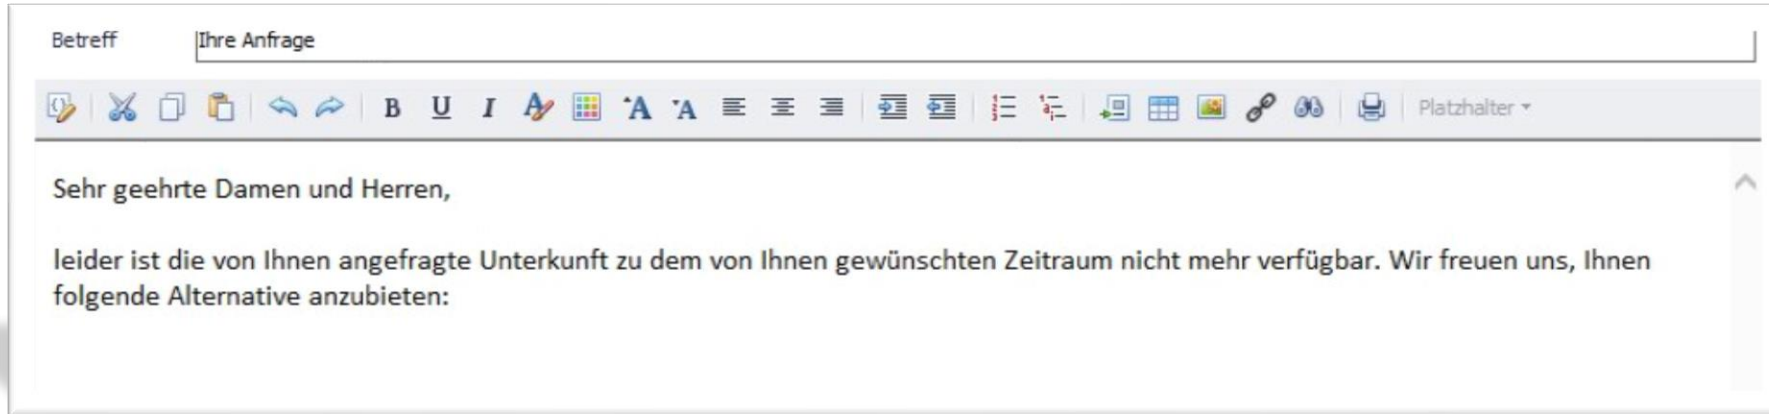 Betreff Ihre Anfrage
B U I A A A Platzhalter
Sehr geehrte Damen und Herren,
leider ist die von Ihnen angefragte Unterkunft zu dem von Ihnen gewünschten Zeitraum nicht mehr verfügbar. Wir freuen uns, Ihnen
folgende Alternative anzubieten: